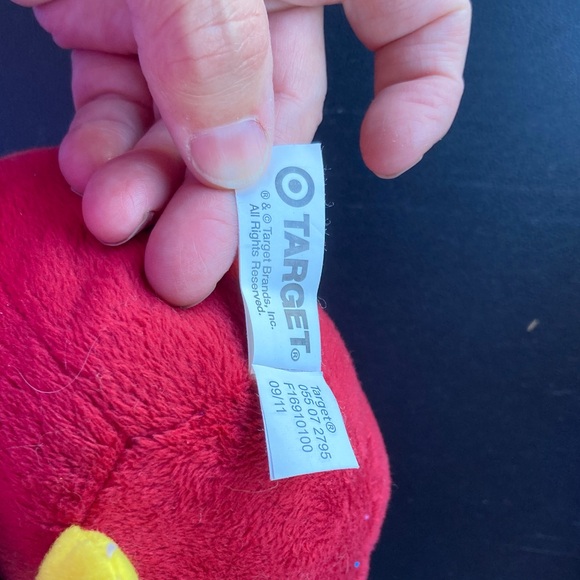 TARGET®
® & © Target Brands, Inc.
All Rights Reserved.
Target®
055 07 2795
F16910100
09/11